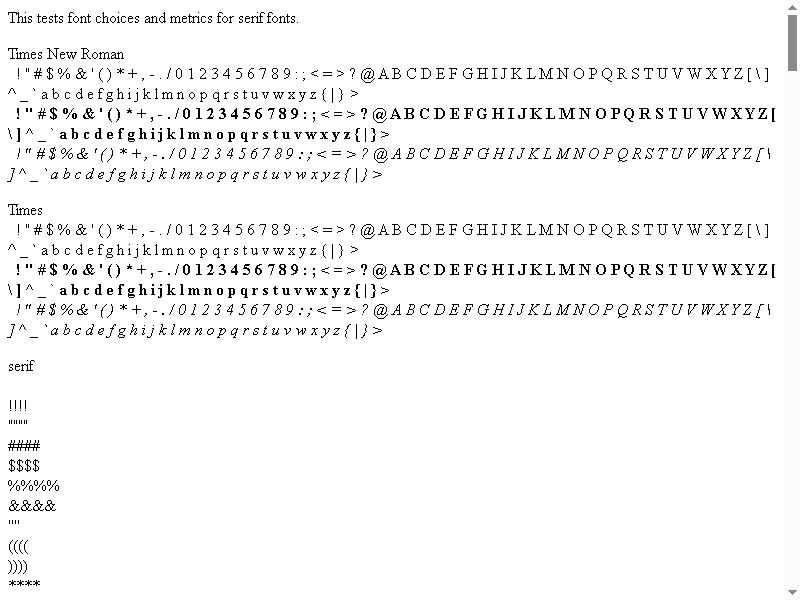 This tests font choices and metrics for serif fonts.
Times New Roman
! " # $ % & ' ( ) * + , - . / 0 1 2 3 4 5 6 7 8 9 : ; < = > ? @ A B C D E F G H I J K L M N O P Q R S T U V W X Y Z [ \ ]
^ _ ` a b c d e f g h i j k l m n o p q r s t u v w x y z { | } >
! " # $ % & ' ( ) * + , - . / 0 1 2 3 4 5 6 7 8 9 : ; < = > ? @ A B C D E F G H I J K L M N O P Q R S T U V W X Y Z [
\ ] ^ _ ` a b c d e f g h i j k l m n o p q r s t u v w x y z { | } >
! " # $ % & ' ( ) * + , - . / 0 1 2 3 4 5 6 7 8 9 : ; < = > ? @ A B C D E F G H I J K L M N O P Q R S T U V W X Y Z [ \
] ^ _ ` a b c d e f g h i j k l m n o p q r s t u v w x y z { | } >
Times
! " # $ % & ' ( ) * + , - . / 0 1 2 3 4 5 6 7 8 9 : ; < = > ? @ A B C D E F G H I J K L M N O P Q R S T U V W X Y Z [ \ ]
^ _ ` a b c d e f g h i j k l m n o p q r s t u v w x y z { | } >
! " # $ % & ' ( ) * + , - . / 0 1 2 3 4 5 6 7 8 9 : ; < = > ? @ A B C D E F G H I J K L M N O P Q R S T U V W X Y Z [
\ ] ^ _ ` a b c d e f g h i j k l m n o p q r s t u v w x y z { | } >
! " # $ % & ' ( ) * + , - . / 0 1 2 3 4 5 6 7 8 9 : ; < = > ? @ A B C D E F G H I J K L M N O P Q R S T U V W X Y Z [ \
] ^ _ ` a b c d e f g h i j k l m n o p q r s t u v w x y z { | } >
serif
!!!!
""""
####
$$$$
%%%%
&&&&
''''
((((
))))
****